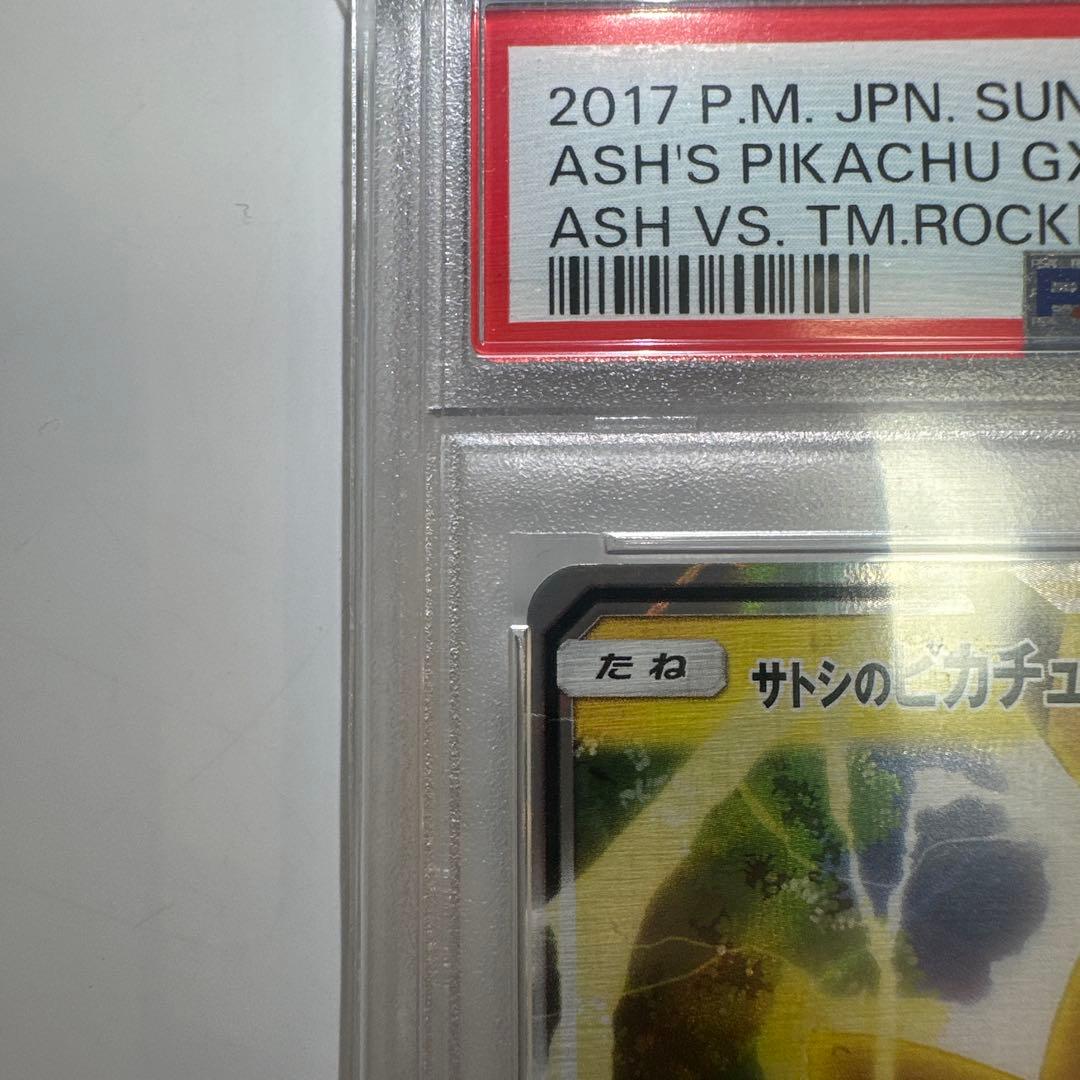 2017 P.M. JPN. SUN
ASH'S PIKACHU GX
ASH VS. TM.ROCK
たね
サトシのピカチュ